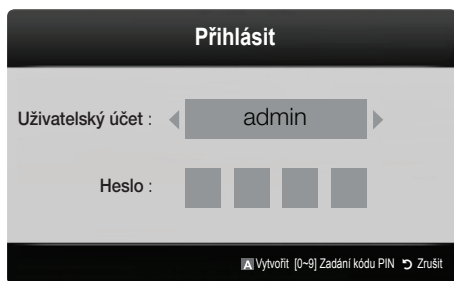 Přihlásit
Uživatelský účet : admin
Heslo :
A Vytvořit [0~9] Zadání kódu PIN Zrušit